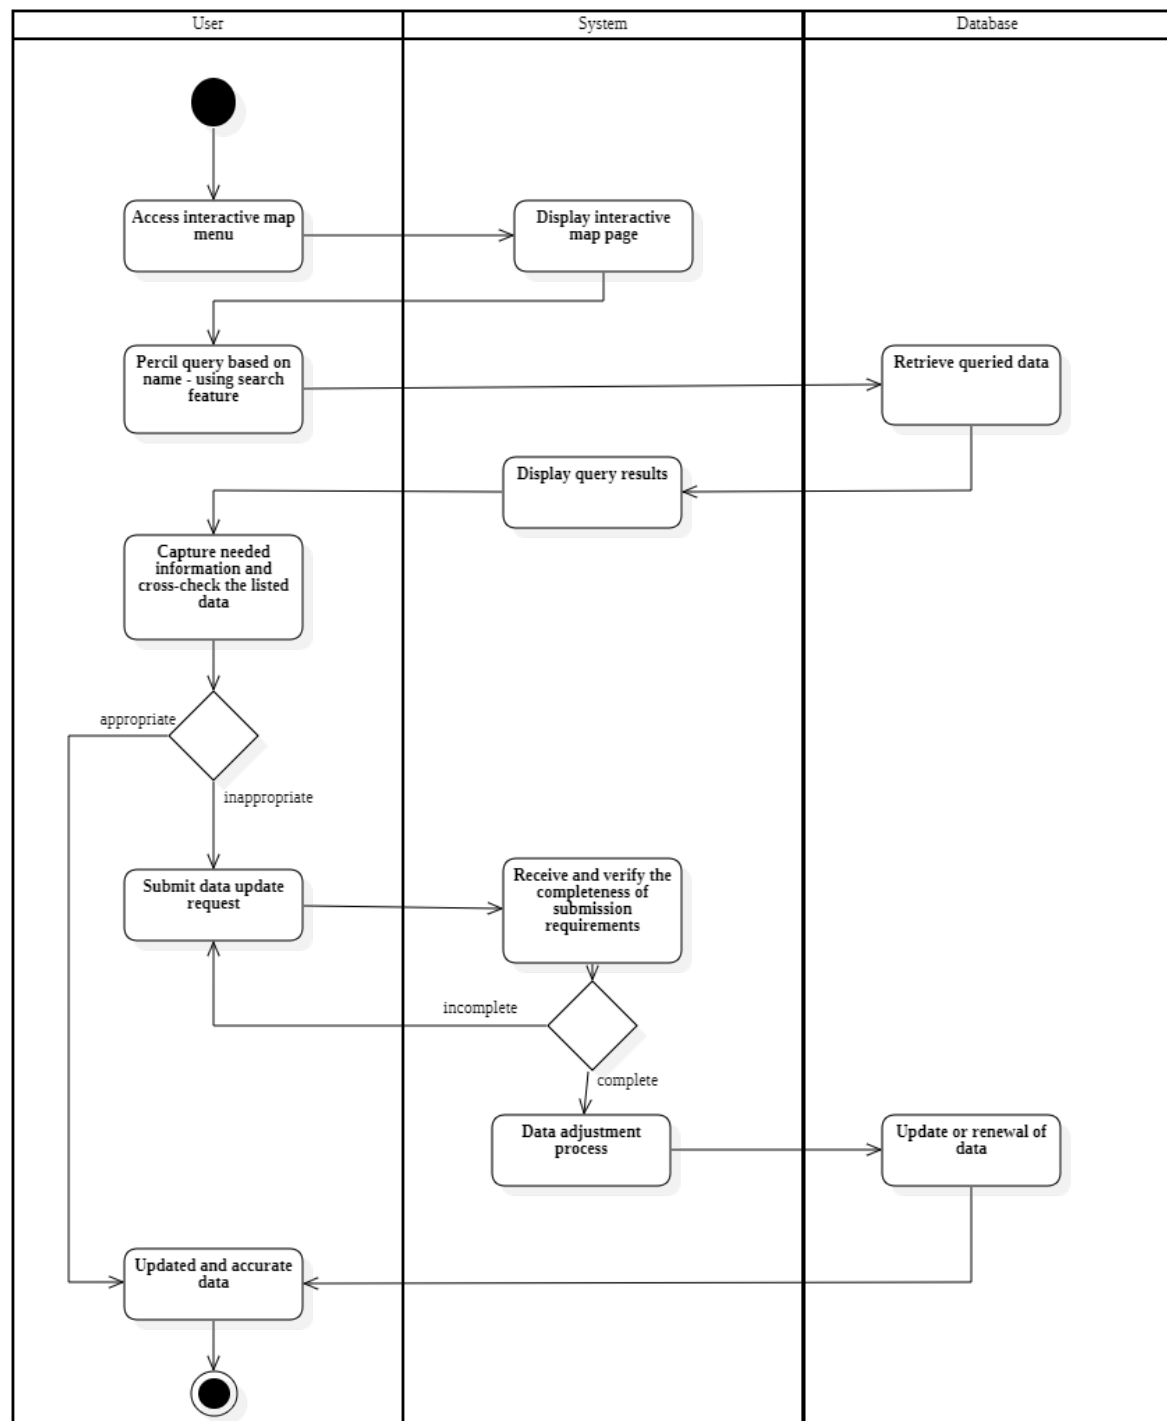 User
System
Database
Access interactive map
menu
Display interactive
map page
Percil query based on
name - using search
feature
Retrieve queried data
Display query results
Capture needed
information and
cross-check the listed
data
appropriate
inappropriate
Submit data update
request
Receive and verify the
completeness of
submission
requirements
incomplete
complete
Data adjustment
process
Update or renewal of
data
Updated and accurate
data